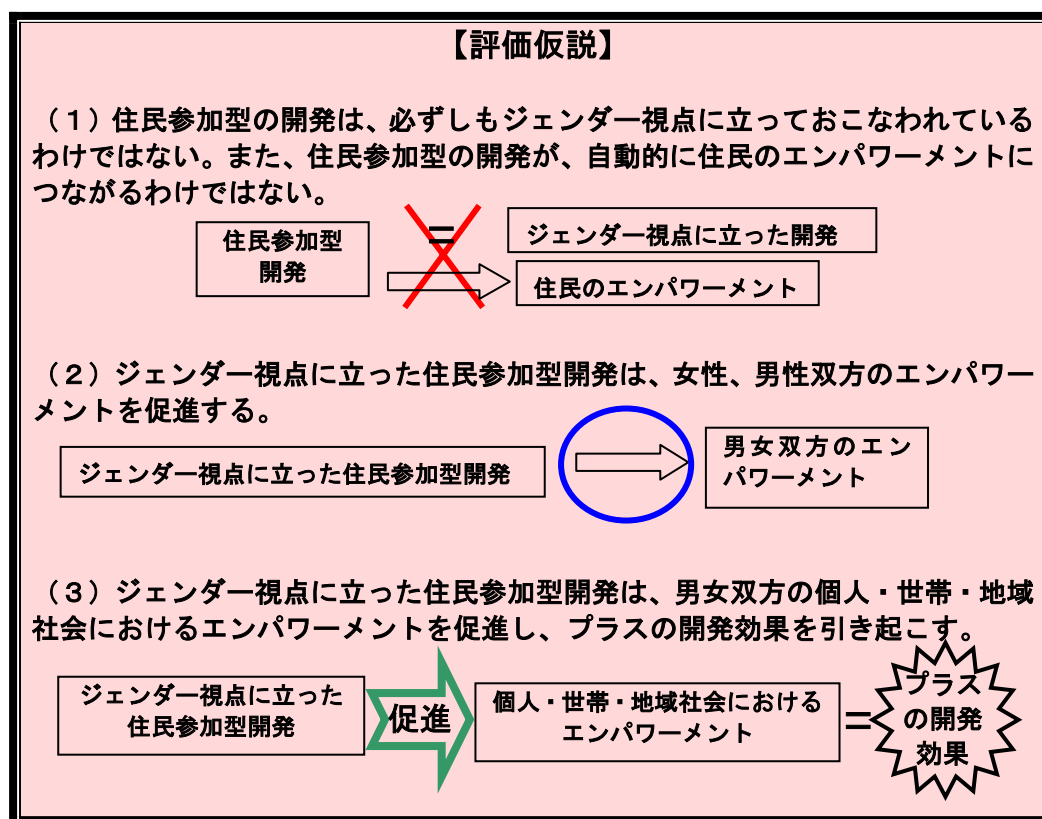 【評価仮説】
（１）住民参加型の開発は、必ずしもジェンダー視点に立っておこなわれている
わけではない。また、住民参加型の開発が、自動的に住民のエンパワーメントに
つながるわけではない。
住民参加型
開発
＝
ジェンダー視点に立った開発
住民のエンパワーメント
（２）ジェンダー視点に立った住民参加型開発は、女性、男性双方のエンパワー
メントを促進する。
ジェンダー視点に立った住民参加型開発
男女双方のエン
パワーメント
（３）ジェンダー視点に立った住民参加型開発は、男女双方の個人・世帯・地域
社会におけるエンパワーメントを促進し、プラスの開発効果を引き起こす。
ジェンダー視点に立った
住民参加型開発
促進
個人・世帯・地域社会における
エンパワーメント
＝
プラス
の開発
効果